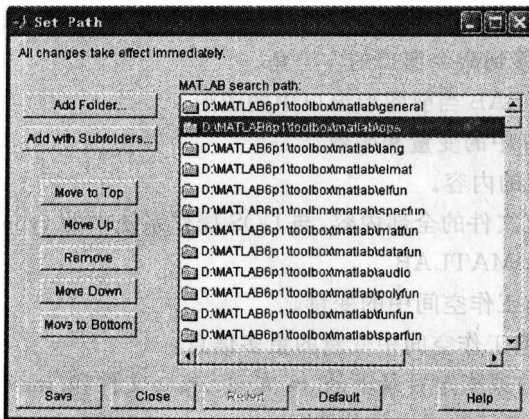 Set Path
All changes take effect immediately.
MATLAB search path:
Add Folder...
Add with Subfolders...
Move to Top
Move Up
Remove
Move Down
Move to Bottom
D:\MATLAB6p1\toolbox\matlab\general
D:\MATLAB6p1\toolbox\matlab\ops
D:\MATLAB6p1\toolbox\matlab\lang
D:\MATLAB6p1\toolbox\matlab\elmat
D:\MATLAB6p1\toolbox\matlab\elfun
D:\MATLAB6p1\toolbox\matlab\specfun
D:\MATLAB6p1\toolbox\matlab\matfun
D:\MATLAB6p1\toolbox\matlab\datafun
D:\MATLAB6p1\toolbox\matlab\audio
D:\MATLAB6p1\toolbox\matlab\polyfun
D:\MATLAB6p1\toolbox\matlab\funfun
D:\MATLAB6p1\toolbox\matlab\sparfun
Save
Close
Revert
Default
Help